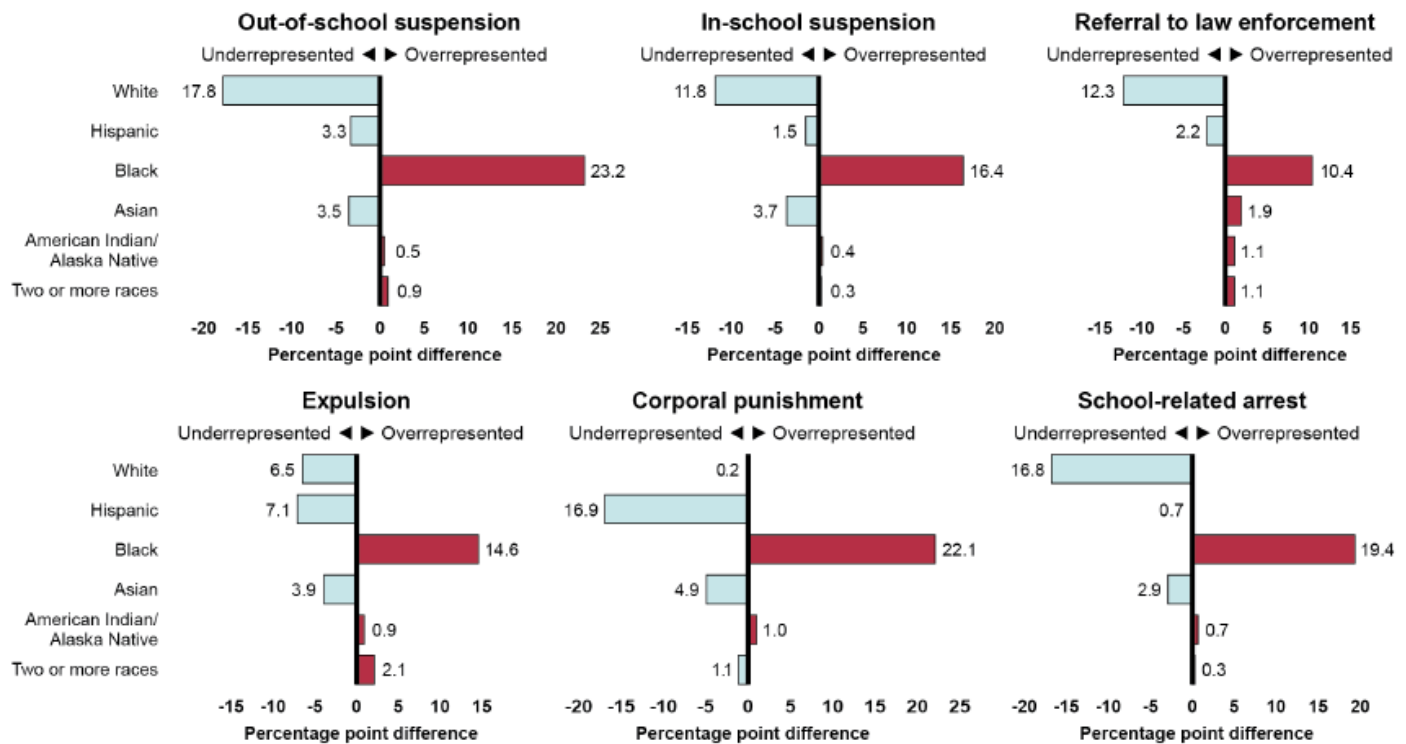 Out-of-school suspension
Underrepresented ◄ ► Overrepresented
White 17.8
Hispanic 3.3
Black 23.2
Asian 3.5
American Indian/
Alaska Native 0.5
Two or more races 0.9
-20 -15 -10 -5 0 5 10 15 20 25
Percentage point difference
In-school suspension
Underrepresented ◄ ► Overrepresented
11.8
1.5
16.4
3.7
0.4
0.3
-15 -10 -5 0 5 10 15 20
Percentage point difference
Referral to law enforcement
Underrepresented ◄ ► Overrepresented
12.3
2.2
10.4
1.9
1.1
1.1
-15 -10 -5 0 5 10 15
Percentage point difference
Expulsion
Underrepresented ◄ ► Overrepresented
White 6.5
Hispanic 7.1
Black 14.6
Asian 3.9
American Indian/
Alaska Native 0.9
Two or more races 2.1
-15 -10 -5 0 5 10 15
Percentage point difference
Corporal punishment
Underrepresented ◄ ► Overrepresented
0.2
16.9
22.1
4.9
1.0
1.1
-20 -15 -10 -5 0 5 10 15 20 25
Percentage point difference
School-related arrest
Underrepresented ◄ ► Overrepresented
16.8
0.7
19.4
2.9
0.7
0.3
-20 -15 -10 -5 0 5 10 15 20
Percentage point difference